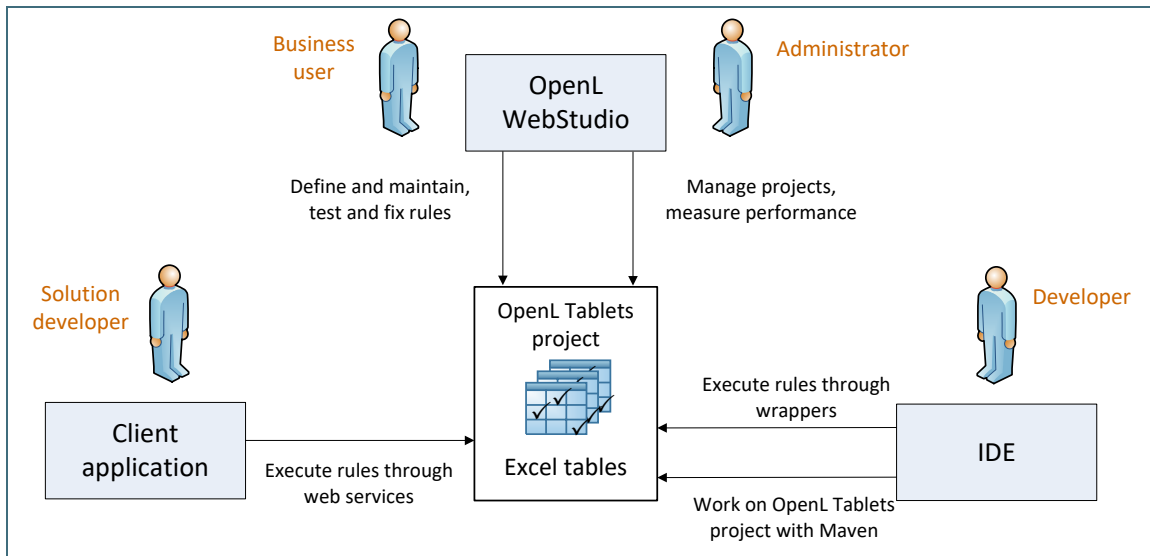 Business
user
OpenL
WebStudio
Administrator
Define and maintain,
test and fix rules
Manage projects,
measure performance
Solution
developer
OpenL Tablets
project
Developer
Client
application
Execute rules through
web services
Excel tables
Execute rules through
wrappers
IDE
Work on OpenL Tablets
project with Maven